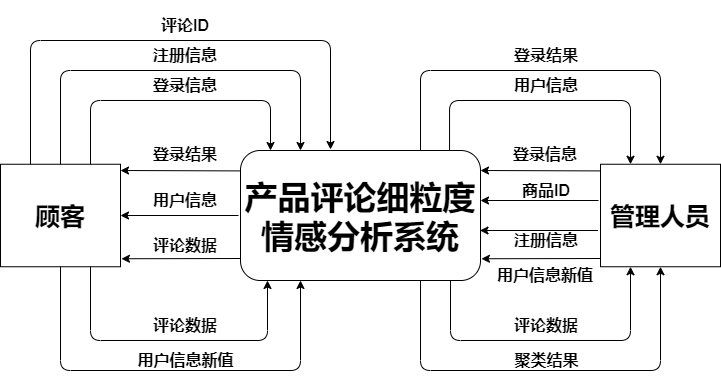 评论ID
注册信息
登录信息
登录结果
用户信息
登录结果
用户信息
评论数据
顾客
产品评论细粒度
情感分析系统
登录信息
商品ID
注册信息
用户信息新值
管理人员
评论数据
用户信息新值
评论数据
聚类结果